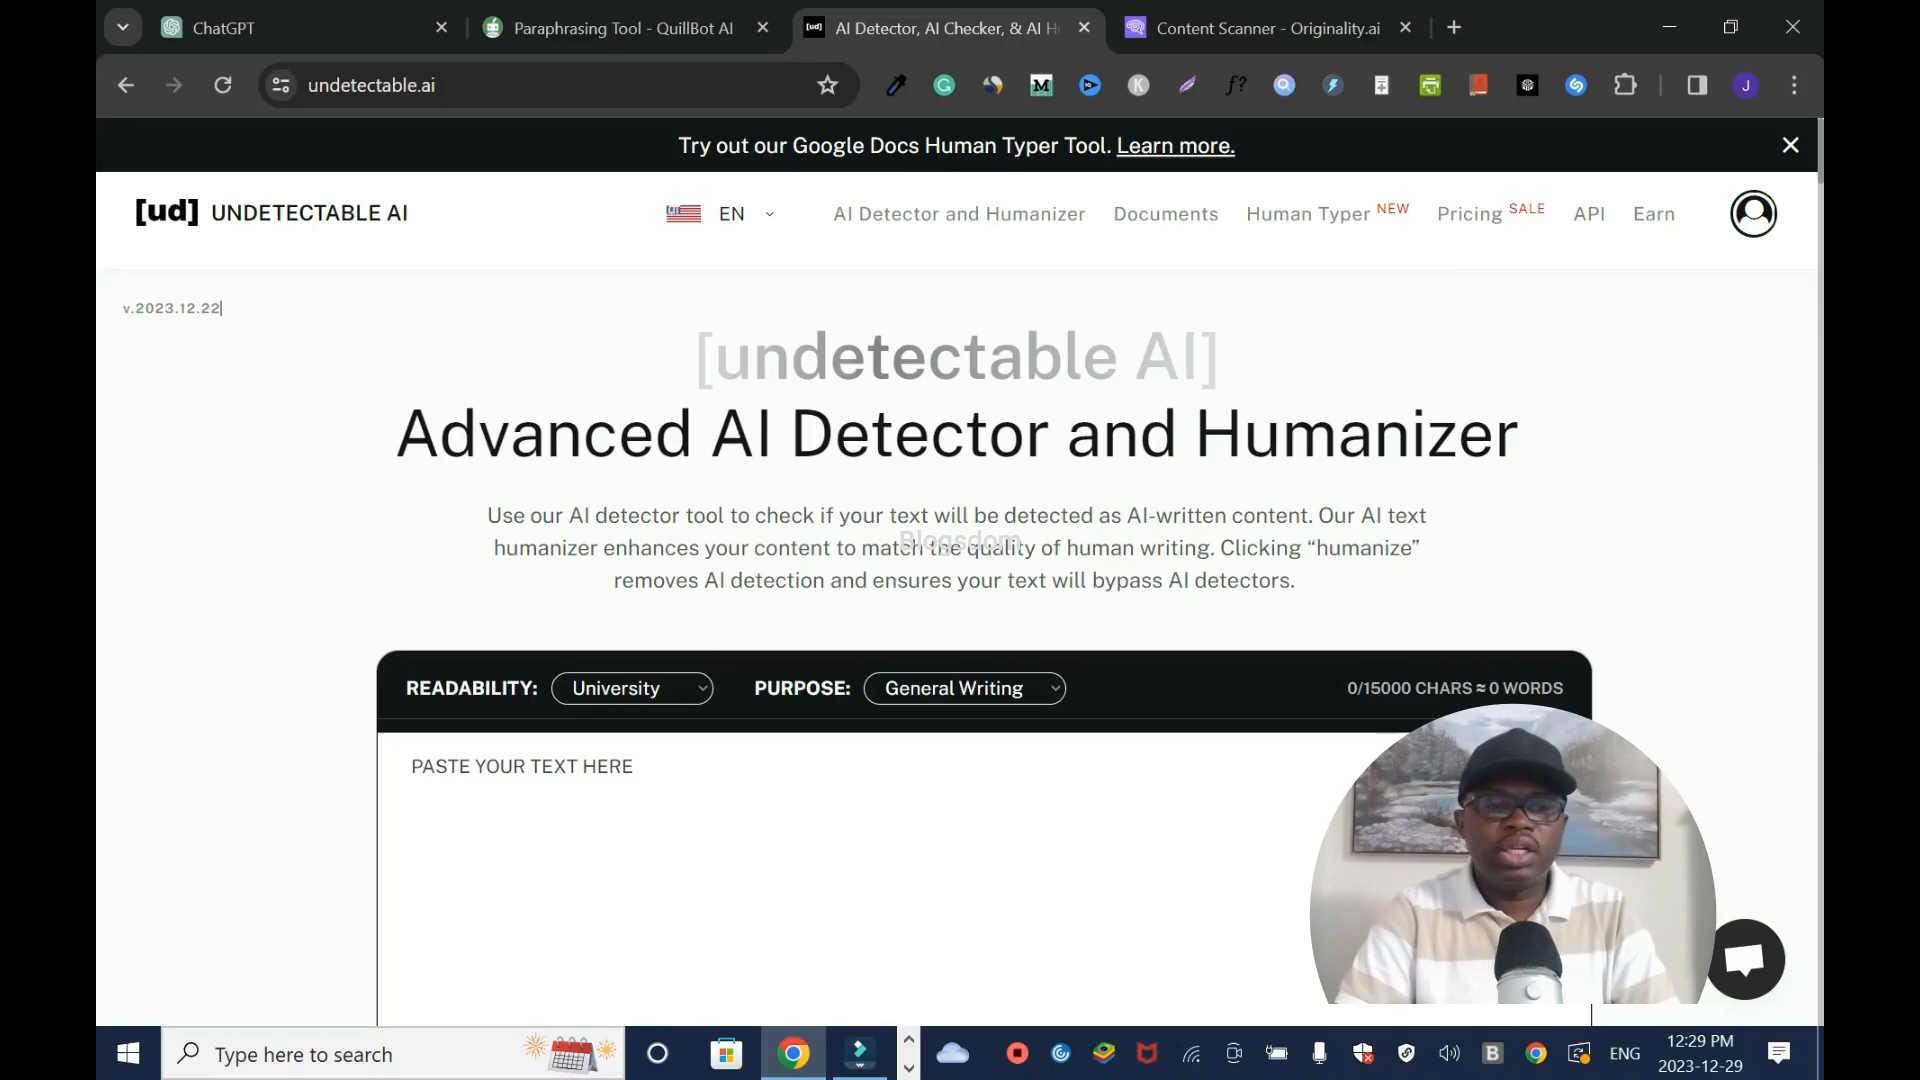 ChatGPT
Paraphrasing Tool - QuillBot AI
AI Detector, AI Checker, & AI H
Content Scanner - Originality.ai
undetectable.ai
Try out our Google Docs Human Typer Tool. Learn more.
[ud] UNDETECTABLE AI
EN
AI Detector and Humanizer
Documents
Human Typer NEW
Pricing SALE
API
Earn
v.2023.12.22
[undetectable AI]
Advanced AI Detector and Humanizer
Use our AI detector tool to check if your text will be detected as AI-written content. Our AI text
humanizer enhances your content to match the quality of human writing. Clicking “humanize”
removes AI detection and ensures your text will bypass AI detectors.
Blogsdom
READABILITY: University PURPOSE: General Writing 0/15000 CHARS ≈ 0 WORDS
PASTE YOUR TEXT HERE
Type here to search
ENG
12:29 PM
2023-12-29